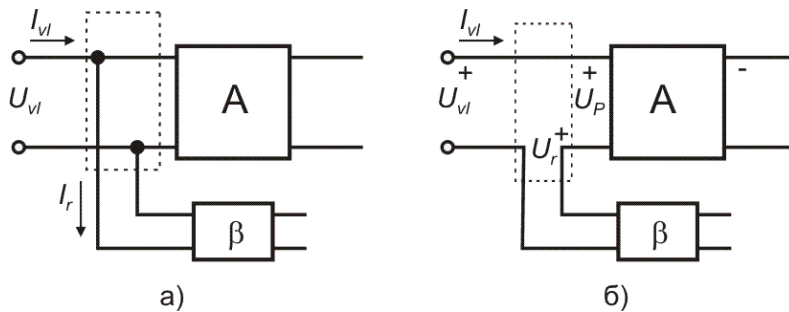 I_vl
U_vl
A
I_r
β
а)
I_vl
+
U_vl
+
U_P
U_r +
A
-
β
б)